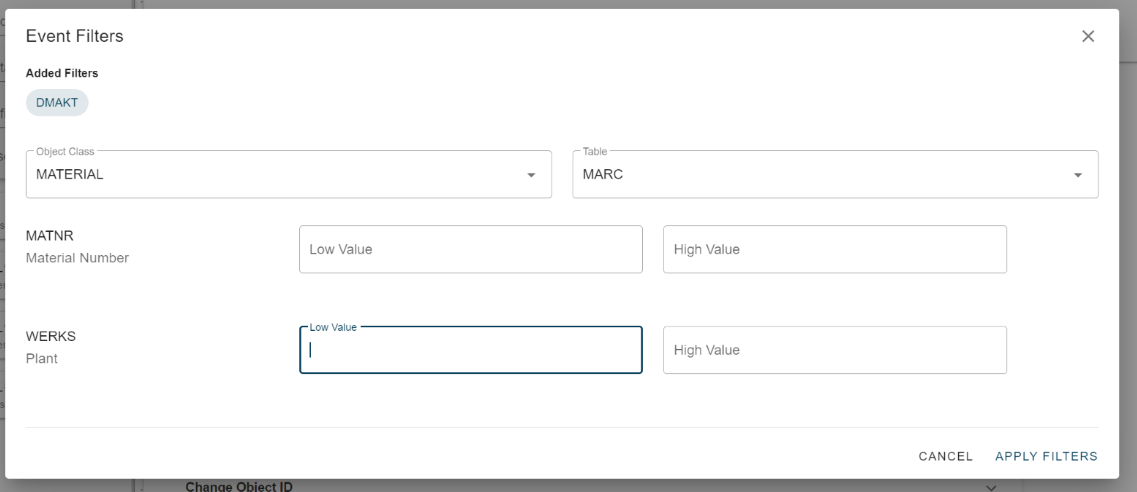 Event Filters
Added Filters
DMAKT
Object Class
MATERIAL
Table
MARC
MATNR
Material Number
Low Value
High Value
WERKS
Plant
Low Value
High Value
CANCEL
APPLY FILTERS
Change Object ID